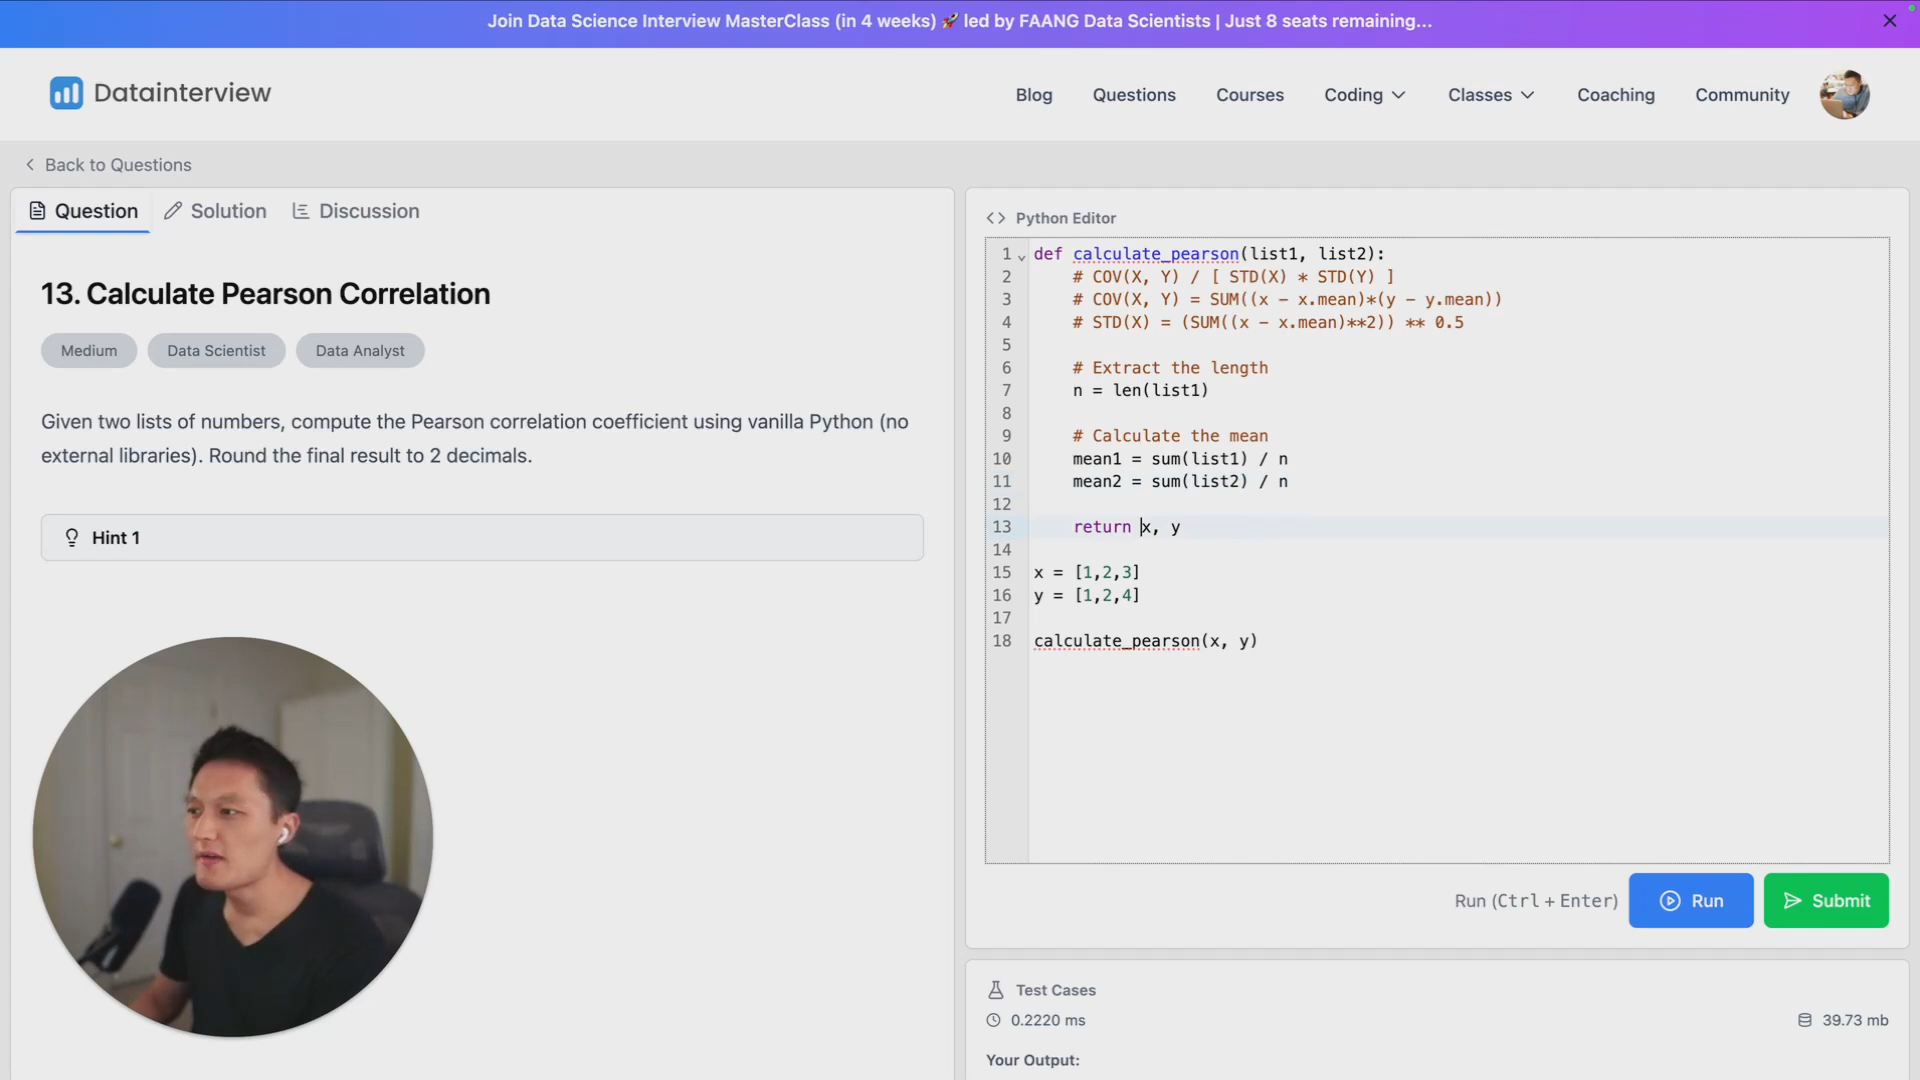 Join Data Science Interview MasterClass (in 4 weeks) 🚀 led by FAANG Data Scientists | Just 8 seats remaining...
Datainterview
Blog
Questions
Courses
Coding
Classes
Coaching
Community
Back to Questions
Question
Solution
Discussion
13. Calculate Pearson Correlation
Medium
Data Scientist
Data Analyst
Given two lists of numbers, compute the Pearson correlation coefficient using vanilla Python (no
external libraries). Round the final result to 2 decimals.
Hint 1
Python Editor
1 def calculate_pearson(list1, list2):
2 # COV(X, Y) / [ STD(X) * STD(Y) ]
3 # COV(X, Y) = SUM((x - x.mean)*(y - y.mean))
4 # STD(X) = (SUM((x - x.mean)**2)) ** 0.5
5
6 # Extract the length
7 n = len(list1)
8
9 # Calculate the mean
10 mean1 = sum(list1) / n
11 mean2 = sum(list2) / n
12
13 return x, y
14
15 x = [1,2,3]
16 y = [1,2,4]
17
18 calculate_pearson(x, y)
Run (Ctrl + Enter)
Run
Submit
Test Cases
0.2220 ms
39.73 mb
Your Output: